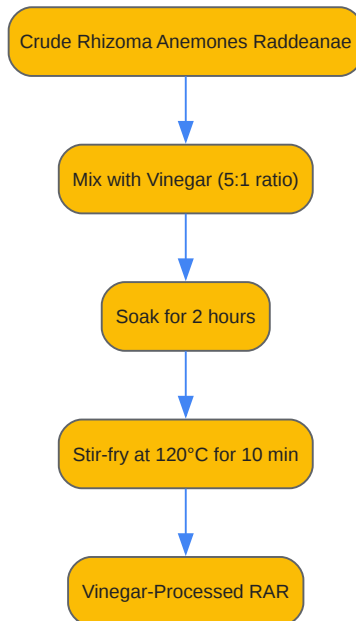 Crude Rhizoma Anemones Raddeanae
Mix with Vinegar (5:1 ratio)
Soak for 2 hours
Stir-fry at 120°C for 10 min
Vinegar-Processed RAR